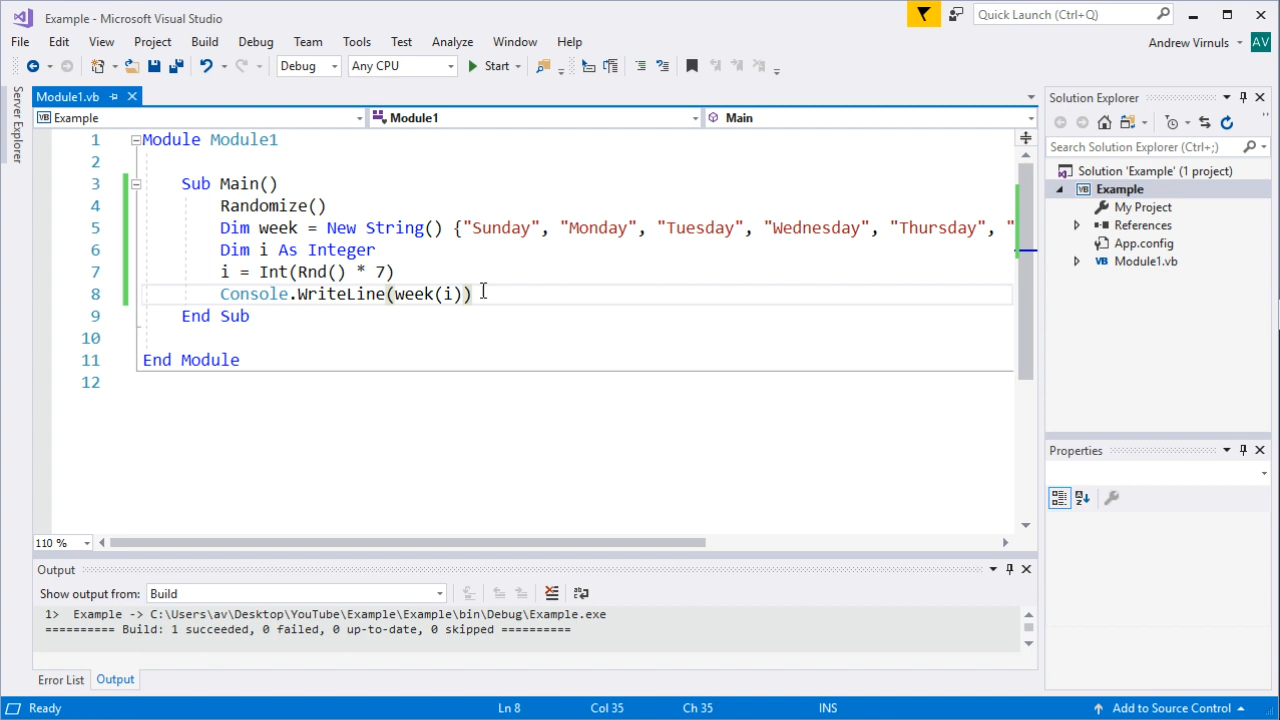 Example - Microsoft Visual Studio
Quick Launch (Ctrl+Q)
File Edit View Project Build Debug Team Tools Test Analyze Window Help
Andrew Virnuls
AV
Debug Any CPU Start
Server Explorer
Module1.vb
Example Module1 Main
1 Module Module1
2
3 Sub Main()
4 Randomize()
5 Dim week = New String() {"Sunday", "Monday", "Tuesday", "Wednesday", "Thursday", "
6 Dim i As Integer
7 i = Int(Rnd() * 7)
8 Console.WriteLine(week(i))
9 End Sub
10
11 End Module
12
110 %
Output
Show output from: Build
1> Example -> C:\Users\av\Desktop\YouTube\Example\Example\bin\Debug\Example.exe
========== Build: 1 succeeded, 0 failed, 0 up-to-date, 0 skipped ==========
Error List Output
Solution Explorer
Search Solution Explorer (Ctrl+;)
Solution 'Example' (1 project)
Example
My Project
References
App.config
Module1.vb
Properties
Ready Ln 8 Col 35 Ch 35 INS Add to Source Control